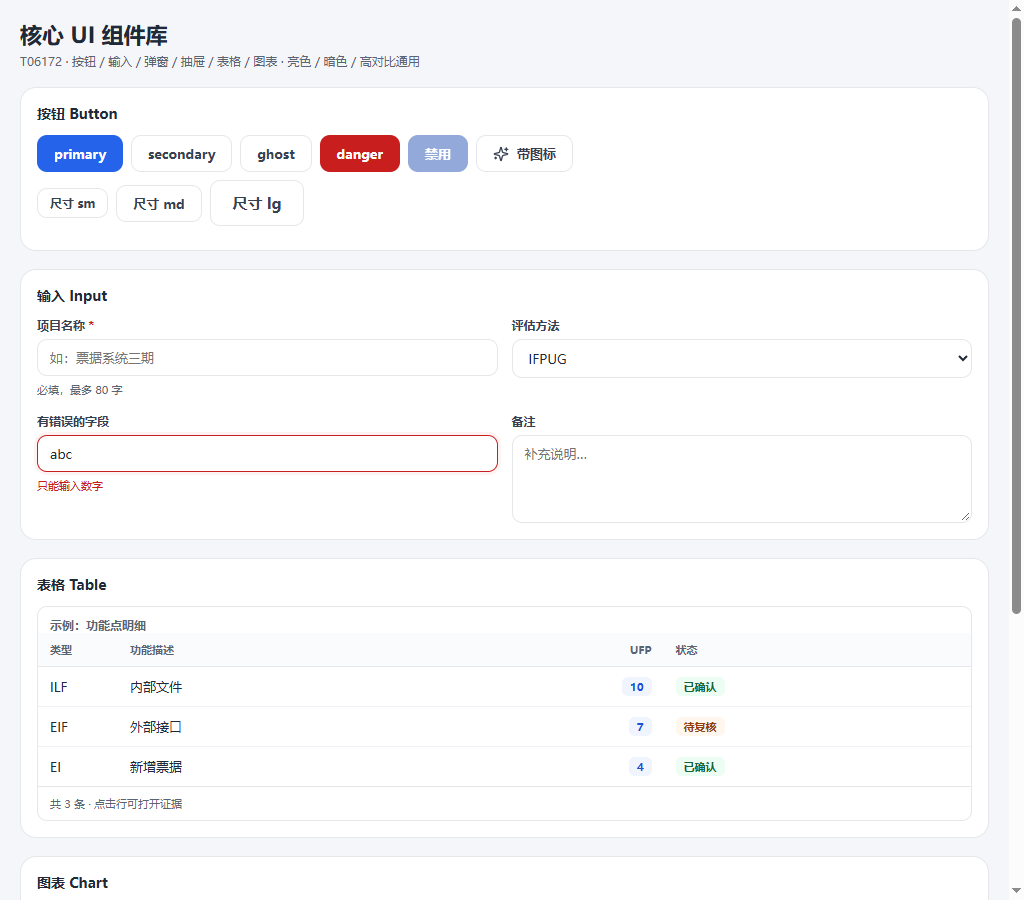 核心 UI 组件库
T06172 · 按钮 / 输入 / 弹窗 / 抽屉 / 表格 / 图表 · 亮色 / 暗色 / 高对比通用
按钮 Button
primary secondary ghost danger 禁用 带图标
尺寸 sm 尺寸 md 尺寸 lg
输入 Input
项目名称 * 评估方法
如：票据系统三期 IFPUG
必填，最多 80 字
有错误的字段 备注
abc 补充说明...
只能输入数字
表格 Table
示例：功能点明细
类型 功能描述 UFP 状态
ILF 内部文件 10 已确认
EIF 外部接口 7 待复核
EI 新增票据 4 已确认
共 3 条 · 点击行可打开证据
图表 Chart